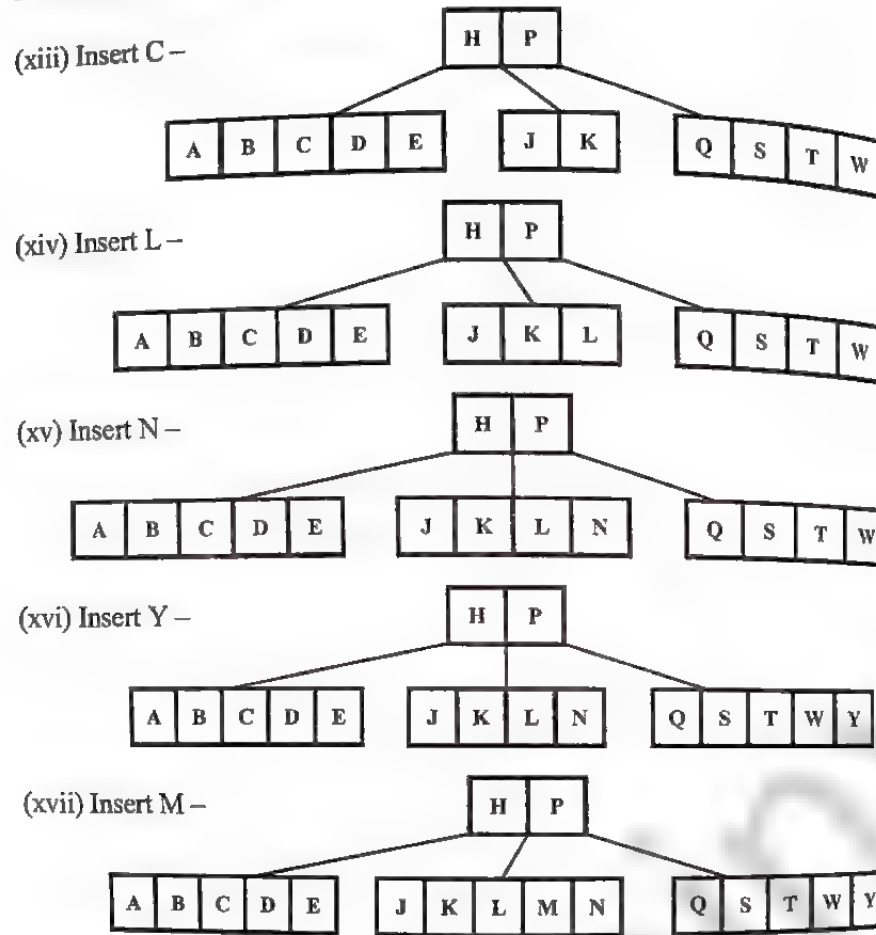 (xiii) Insert C –
H P
A B C D E J K Q S T W
(xiv) Insert L –
H P
A B C D E J K L Q S T W
(xv) Insert N –
H P
A B C D E J K L N Q S T W
(xvi) Insert Y –
H P
A B C D E J K L N Q S T W Y
(xvii) Insert M –
H P
A B C D E J K L M N Q S T W Y